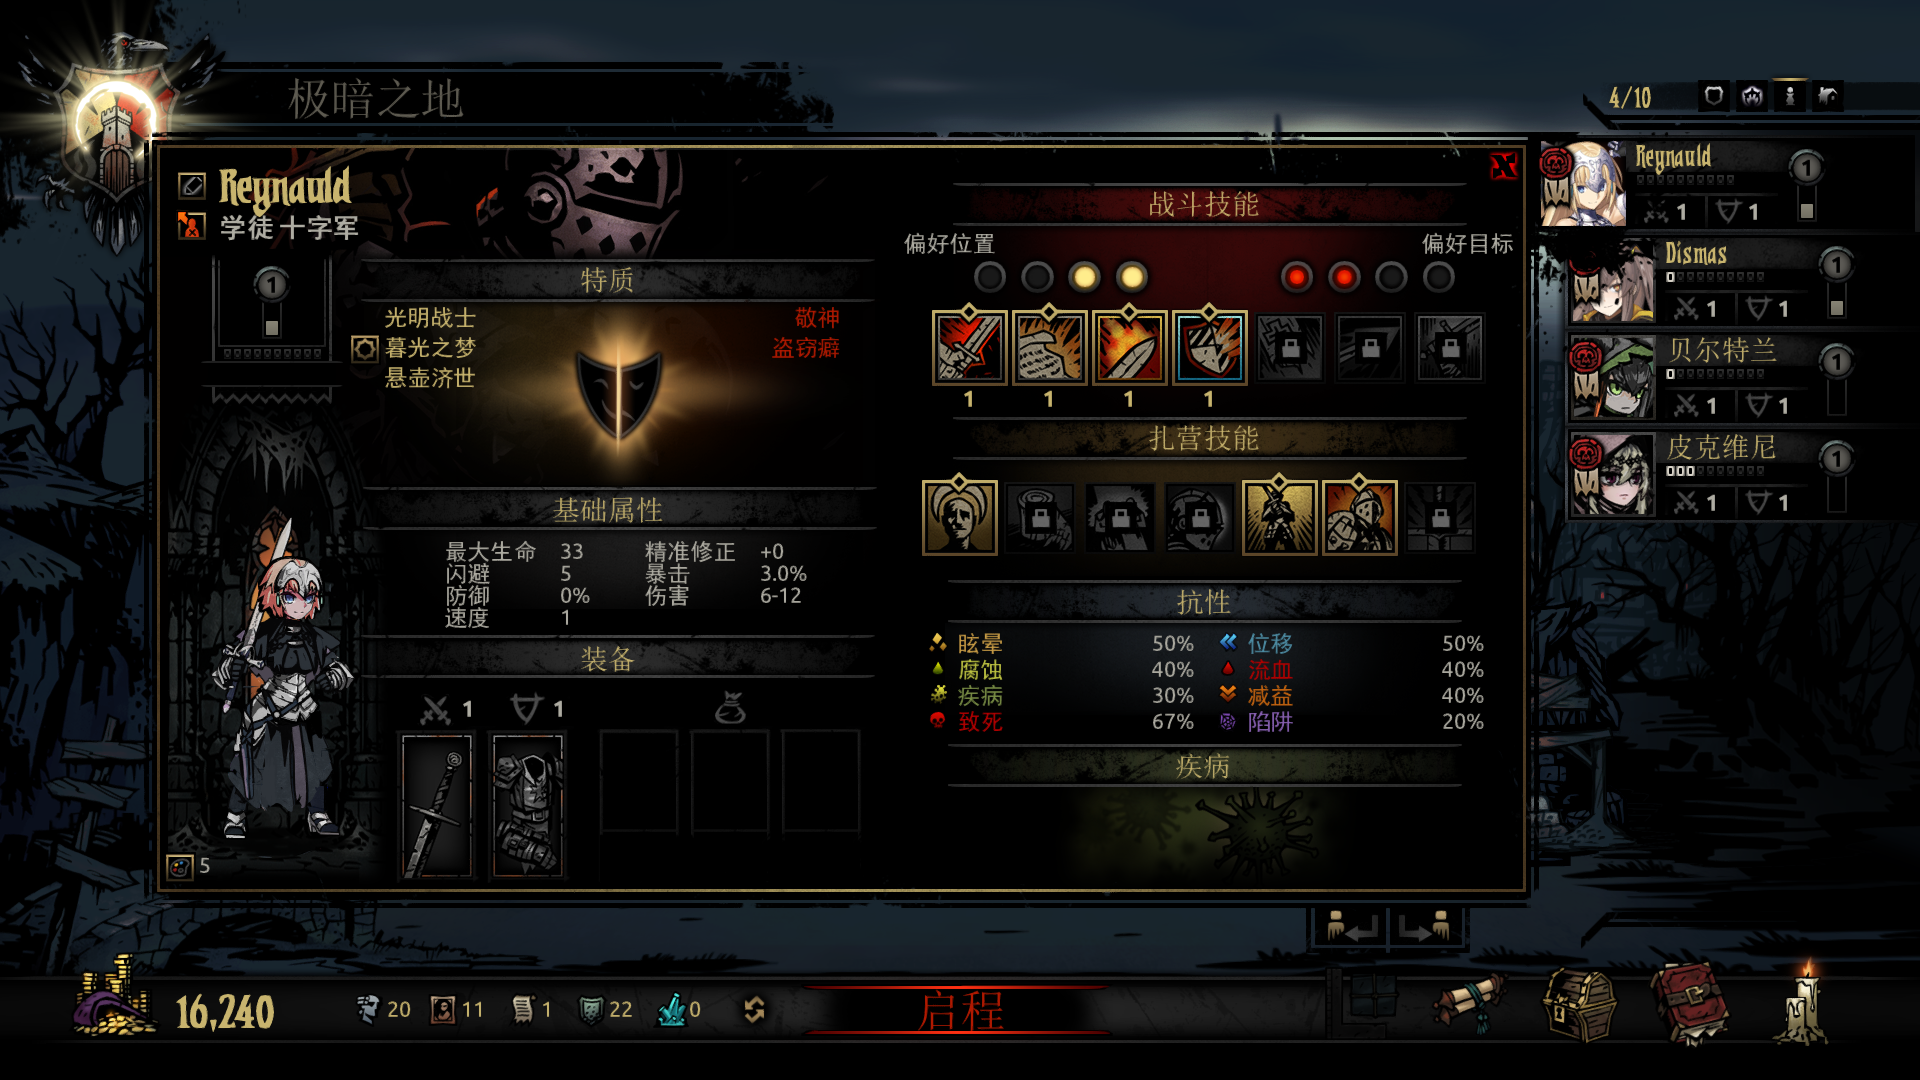 极暗之地
4/10
Reynauld
学徒 十字军
1
特质
光明战士
暮光之梦
悬壶济世
敬神
盗窃癖
基础属性
最大生命 33 精准修正 +0
闪避 5 暴击 3.0%
防御 0% 伤害 6-12
速度 1
装备
1 1
5
战斗技能
偏好位置 偏好目标
1 1 1 1
扎营技能
抗性
眩晕 50% 位移 50%
腐蚀 40% 流血 40%
疾病 30% 减益 40%
致死 67% 陷阱 20%
疾病
Reynauld
1
1 1
Dismas
1
1 1
贝尔特兰
1
1 1
皮克维尼
1
1 1
16,240
20 11 1 22 0
启程